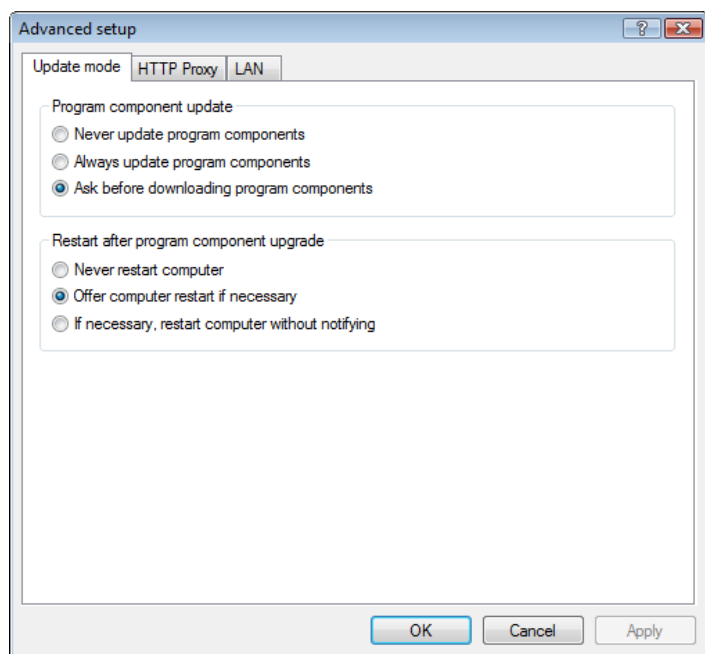 Advanced setup
?
Update mode HTTP Proxy LAN
Program component update
Never update program components
Always update program components
Ask before downloading program components
Restart after program component upgrade
Never restart computer
Offer computer restart if necessary
If necessary, restart computer without notifying
OK Cancel Apply